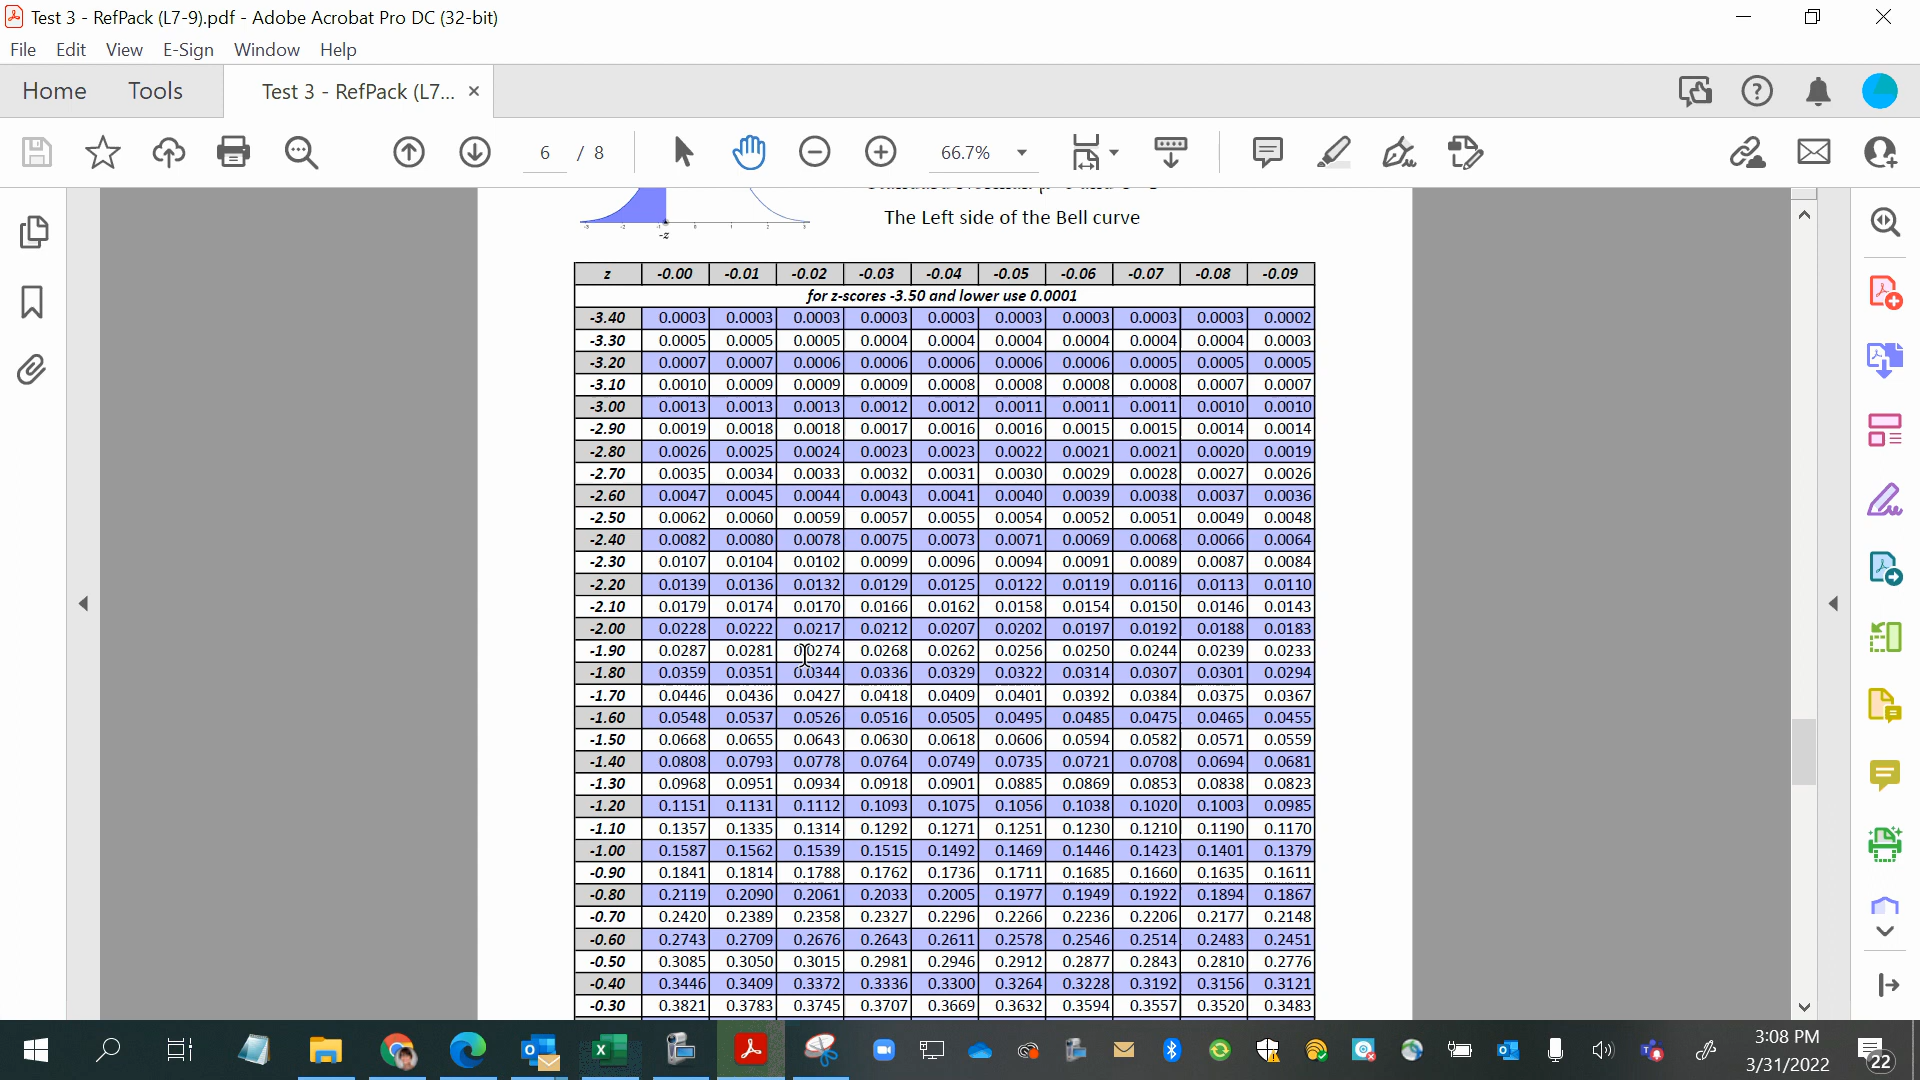 Test 3 - RefPack (L7-9).pdf - Adobe Acrobat Pro DC (32-bit)
File Edit View E-Sign Window Help
Home Tools Test 3 - RefPack (L7... ×
6 / 8 66.7%
The Left side of the Bell curve
-z
z -0.00 -0.01 -0.02 -0.03 -0.04 -0.05 -0.06 -0.07 -0.08 -0.09
for z-scores -3.50 and lower use 0.0001
-3.40 0.0003 0.0003 0.0003 0.0003 0.0003 0.0003 0.0003 0.0003 0.0003 0.0002
-3.30 0.0005 0.0005 0.0005 0.0004 0.0004 0.0004 0.0004 0.0004 0.0004 0.0003
-3.20 0.0007 0.0007 0.0006 0.0006 0.0006 0.0006 0.0006 0.0005 0.0005 0.0005
-3.10 0.0010 0.0009 0.0009 0.0009 0.0008 0.0008 0.0008 0.0008 0.0007 0.0007
-3.00 0.0013 0.0013 0.0013 0.0012 0.0012 0.0011 0.0011 0.0011 0.0010 0.0010
-2.90 0.0019 0.0018 0.0018 0.0017 0.0016 0.0016 0.0015 0.0015 0.0014 0.0014
-2.80 0.0026 0.0025 0.0024 0.0023 0.0023 0.0022 0.0021 0.0021 0.0020 0.0019
-2.70 0.0035 0.0034 0.0033 0.0032 0.0031 0.0030 0.0029 0.0028 0.0027 0.0026
-2.60 0.0047 0.0045 0.0044 0.0043 0.0041 0.0040 0.0039 0.0038 0.0037 0.0036
-2.50 0.0062 0.0060 0.0059 0.0057 0.0055 0.0054 0.0052 0.0051 0.0049 0.0048
-2.40 0.0082 0.0080 0.0078 0.0075 0.0073 0.0071 0.0069 0.0068 0.0066 0.0064
-2.30 0.0107 0.0104 0.0102 0.0099 0.0096 0.0094 0.0091 0.0089 0.0087 0.0084
-2.20 0.0139 0.0136 0.0132 0.0129 0.0125 0.0122 0.0119 0.0116 0.0113 0.0110
-2.10 0.0179 0.0174 0.0170 0.0166 0.0162 0.0158 0.0154 0.0150 0.0146 0.0143
-2.00 0.0228 0.0222 0.0217 0.0212 0.0207 0.0202 0.0197 0.0192 0.0188 0.0183
-1.90 0.0287 0.0281 0.0274 0.0268 0.0262 0.0256 0.0250 0.0244 0.0239 0.0233
-1.80 0.0359 0.0351 0.0344 0.0336 0.0329 0.0322 0.0314 0.0307 0.0301 0.0294
-1.70 0.0446 0.0436 0.0427 0.0418 0.0409 0.0401 0.0392 0.0384 0.0375 0.0367
-1.60 0.0548 0.0537 0.0526 0.0516 0.0505 0.0495 0.0485 0.0475 0.0465 0.0455
-1.50 0.0668 0.0655 0.0643 0.0630 0.0618 0.0606 0.0594 0.0582 0.0571 0.0559
-1.40 0.0808 0.0793 0.0778 0.0764 0.0749 0.0735 0.0721 0.0708 0.0694 0.0681
-1.30 0.0968 0.0951 0.0934 0.0918 0.0901 0.0885 0.0869 0.0853 0.0838 0.0823
-1.20 0.1151 0.1131 0.1112 0.1093 0.1075 0.1056 0.1038 0.1020 0.1003 0.0985
-1.10 0.1357 0.1335 0.1314 0.1292 0.1271 0.1251 0.1230 0.1210 0.1190 0.1170
-1.00 0.1587 0.1562 0.1539 0.1515 0.1492 0.1469 0.1446 0.1423 0.1401 0.1379
-0.90 0.1841 0.1814 0.1788 0.1762 0.1736 0.1711 0.1685 0.1660 0.1635 0.1611
-0.80 0.2119 0.2090 0.2061 0.2033 0.2005 0.1977 0.1949 0.1922 0.1894 0.1867
-0.70 0.2420 0.2389 0.2358 0.2327 0.2296 0.2266 0.2236 0.2206 0.2177 0.2148
-0.60 0.2743 0.2709 0.2676 0.2643 0.2611 0.2578 0.2546 0.2514 0.2483 0.2451
-0.50 0.3085 0.3050 0.3015 0.2981 0.2946 0.2912 0.2877 0.2843 0.2810 0.2776
-0.40 0.3446 0.3409 0.3372 0.3336 0.3300 0.3264 0.3228 0.3192 0.3156 0.3121
-0.30 0.3821 0.3783 0.3745 0.3707 0.3669 0.3632 0.3594 0.3557 0.3520 0.3483
3:08 PM
3/31/2022
22